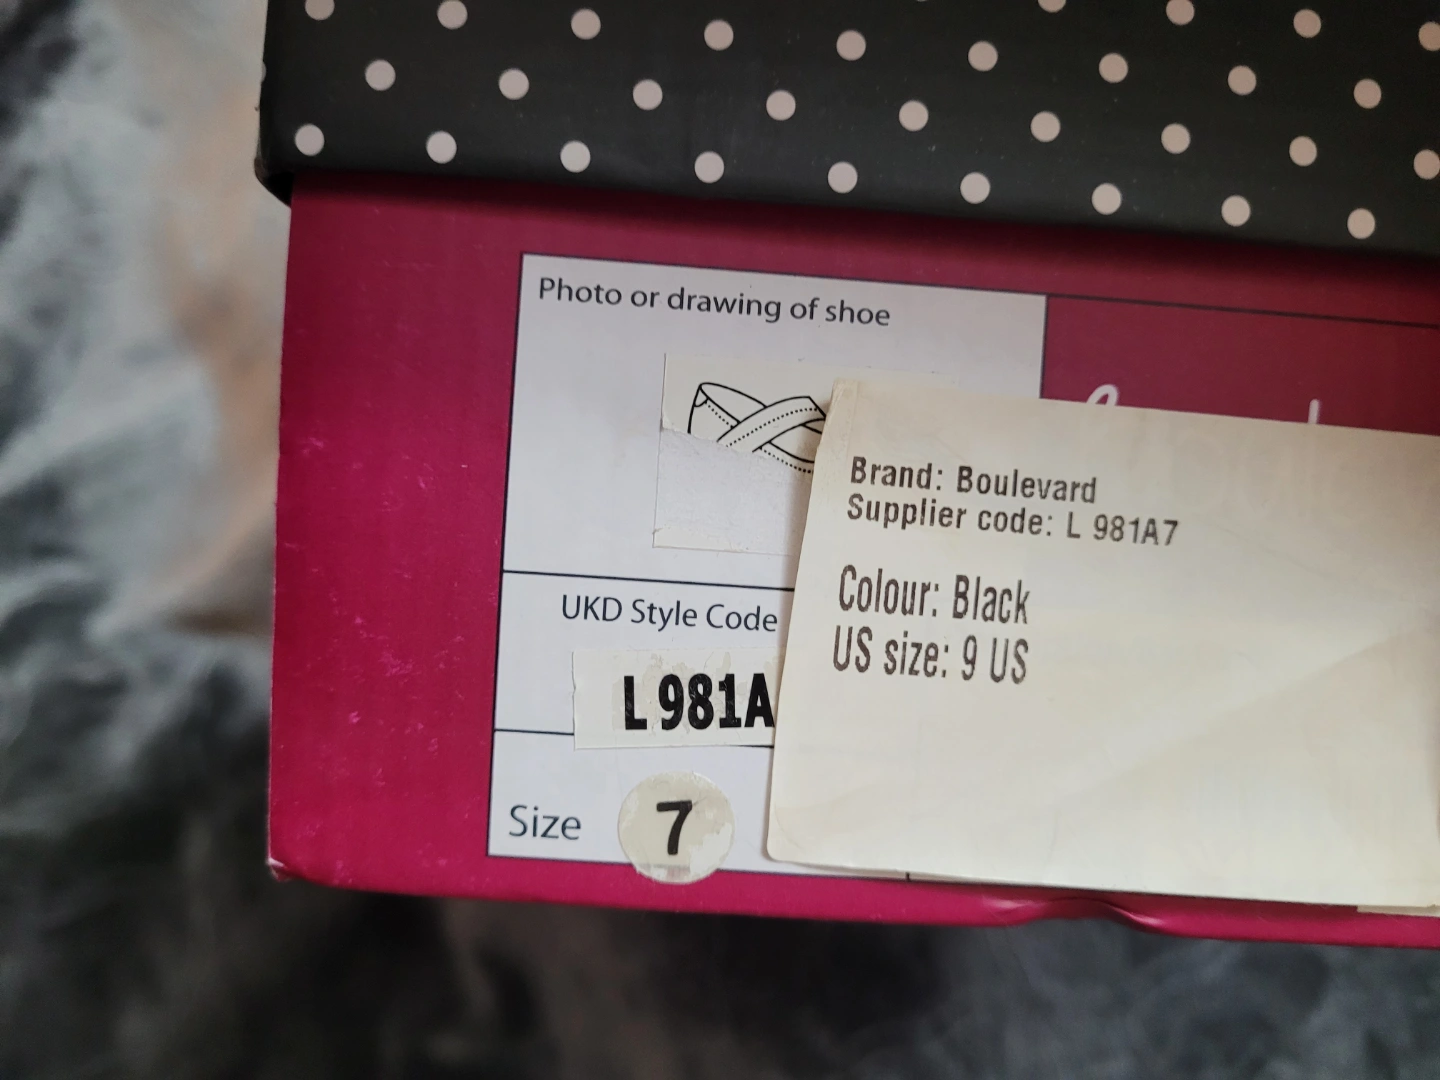 Photo or drawing of shoe
Brand: Boulevard
Supplier code: L 981A7
Colour: Black
US size: 9 US
UKD Style Code
L 981A
Size 7